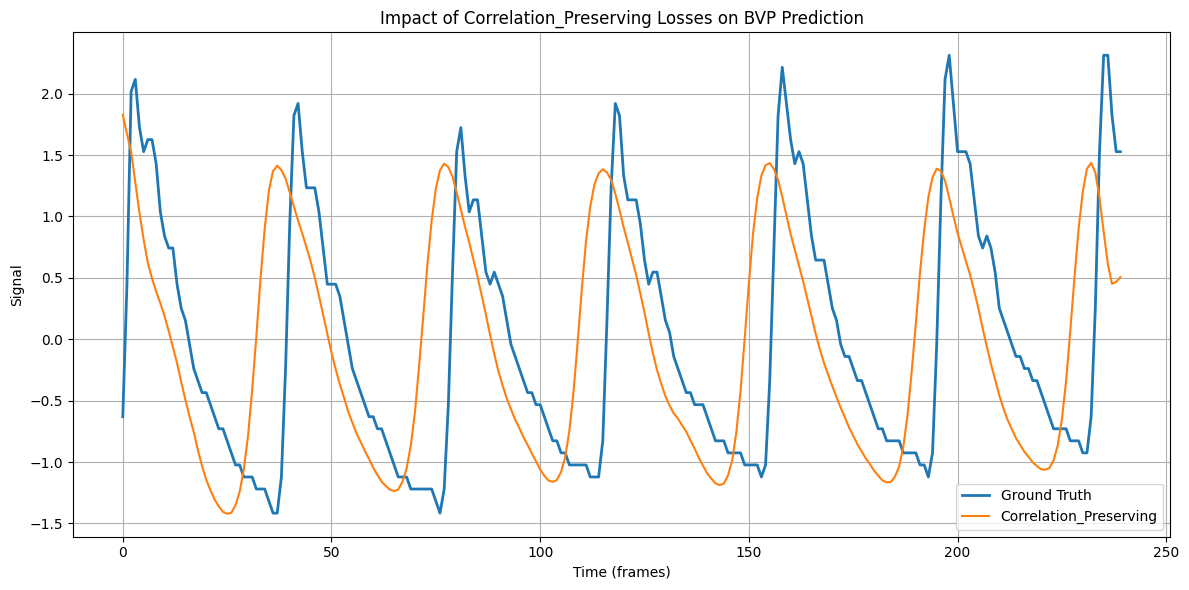 Impact of Correlation_Preserving Losses on BVP Prediction
Signal
2.0
1.5
1.0
0.5
0.0
−0.5
−1.0
−1.5
0
50
100
150
200
250
Time (frames)
Ground Truth
Correlation_Preserving